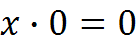 x · 0 = 0